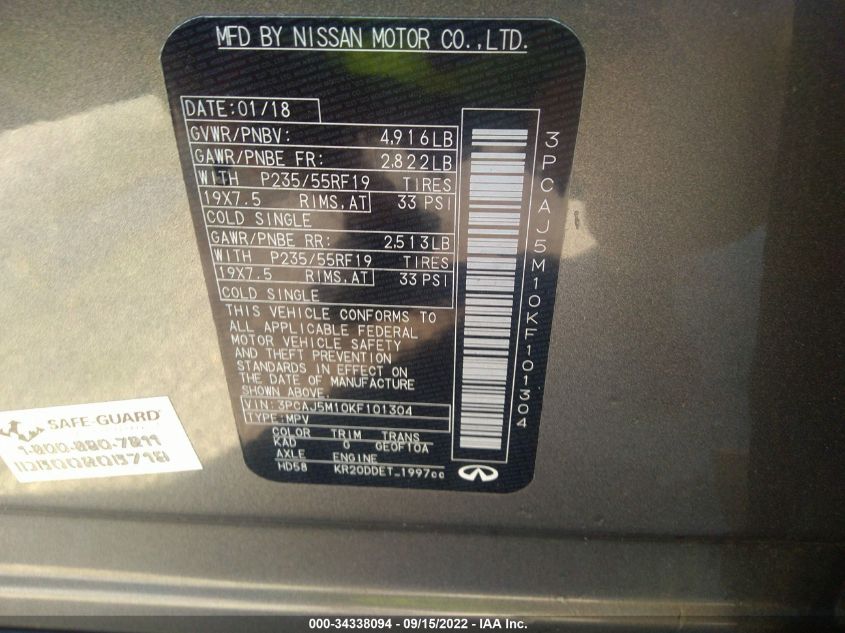 MFD BY NISSAN MOTOR CO.,LTD.
DATE:01/18
GVWR/PNBV: 4,916LB
GAWR/PNBE FR: 2,822LB
WITH P235/55RF19 TIRES
19X7.5 RIMS,AT 33 PSI
COLD SINGLE
GAWR/PNBE RR: 2,513LB
WITH P235/55RF19 TIRES
19X7.5 RIMS,AT 33 PSI
COLD SINGLE
THIS VEHICLE CONFORMS TO
ALL APPLICABLE FEDERAL
MOTOR VEHICLE SAFETY
AND THEFT PREVENTION
STANDARDS IN EFFECT ON
THE DATE OF MANUFACTURE
SHOWN ABOVE.
VIN: 3PCAJ5M10KF101304
TYPE:MPV
COLOR TRIM TRANS
KAD G GE0F10A
AXLE ENGINE
HD58 KR20DDET_1997cc
3PCAJ5M10KF101304
SAFE-GUARD
000-34338094 - 09/15/2022 - IAA Inc.